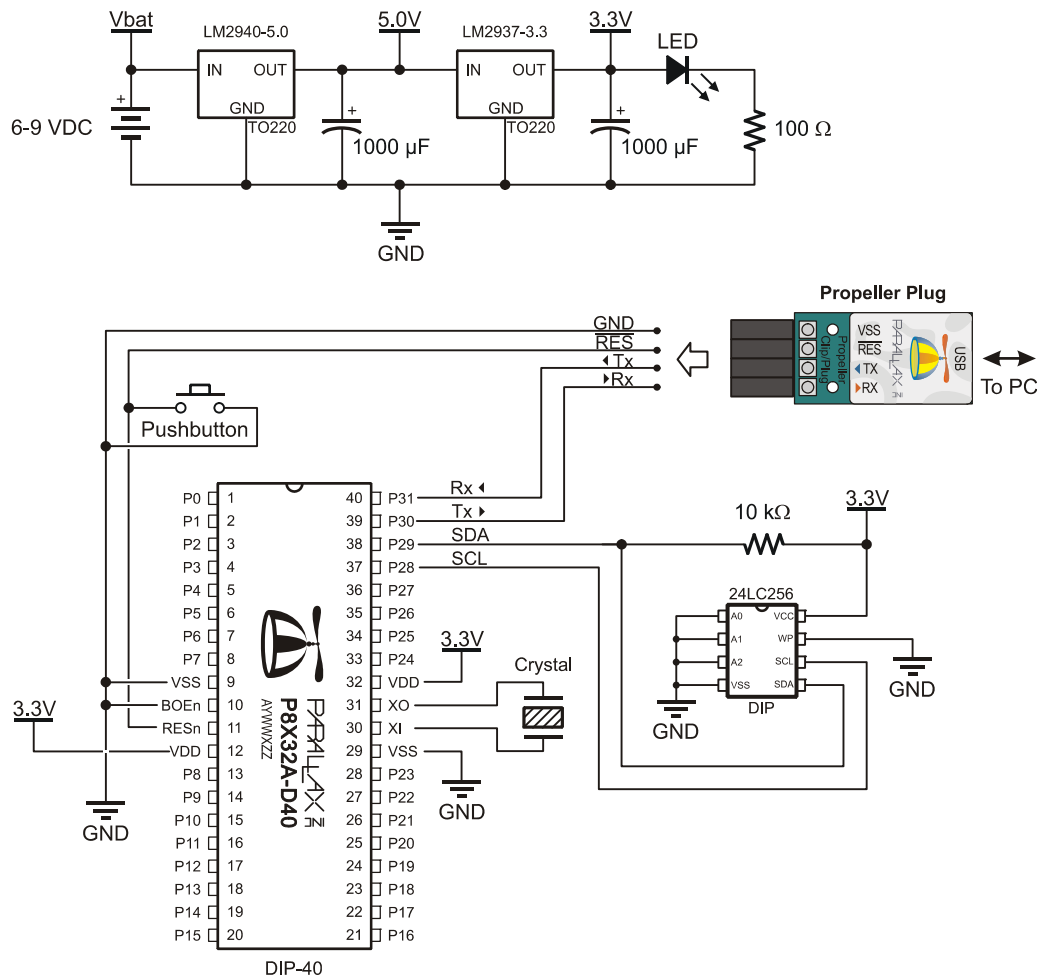 Vbat
LM2940-5.0
5.0V
LM2937-3.3
3.3V
LED
IN OUT
GND
TO220
IN OUT
GND
TO220
+
6-9 VDC
+
1000 µF
+
1000 µF
100 Ω
GND
Propeller Plug
GND
RES
◂Tx
▸Rx
Propeller
Clip/Plug
VSS
RES
◂TX
▸RX
PARALLAX INC
USB
To PC
Pushbutton
Rx ◂
Tx ▸
SDA
SCL
10 kΩ
3.3V
P0 1 40 P31
P1 2 39 P30
P2 3 38 P29
P3 4 37 P28
P4 5 36 P27
P5 6 35 P26
P6 7 34 P25
P7 8 33 P24
VSS 9 32 VDD
BOEn 10 31 XO
RESn 11 30 XI
VDD 12 29 VSS
P8 13 28 P23
P9 14 27 P22
P10 15 26 P21
P11 16 25 P20
P12 17 24 P19
P13 18 23 P18
P14 19 22 P17
P15 20 21 P16
PARALLAX INC
P8X32A-D40
AYWWXZZ
DIP-40
3.3V
GND
3.3V
Crystal
GND
24LC256
A0 VCC
A1 WP
A2 SCL
VSS SDA
DIP
GND
GND